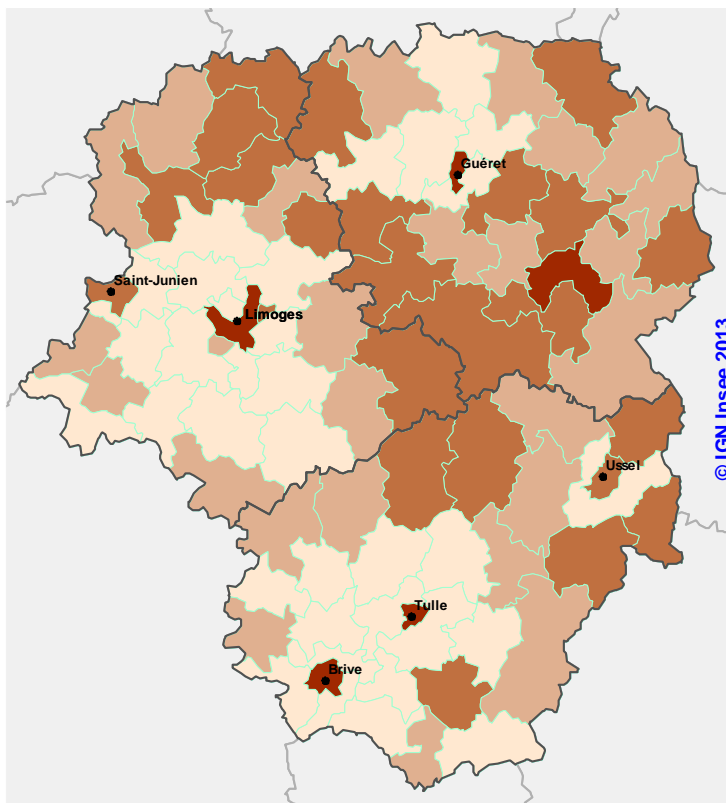 Guéret
Saint-Junien
Limoges
Ussel
Tulle
Brive
© IGN Insee 2013